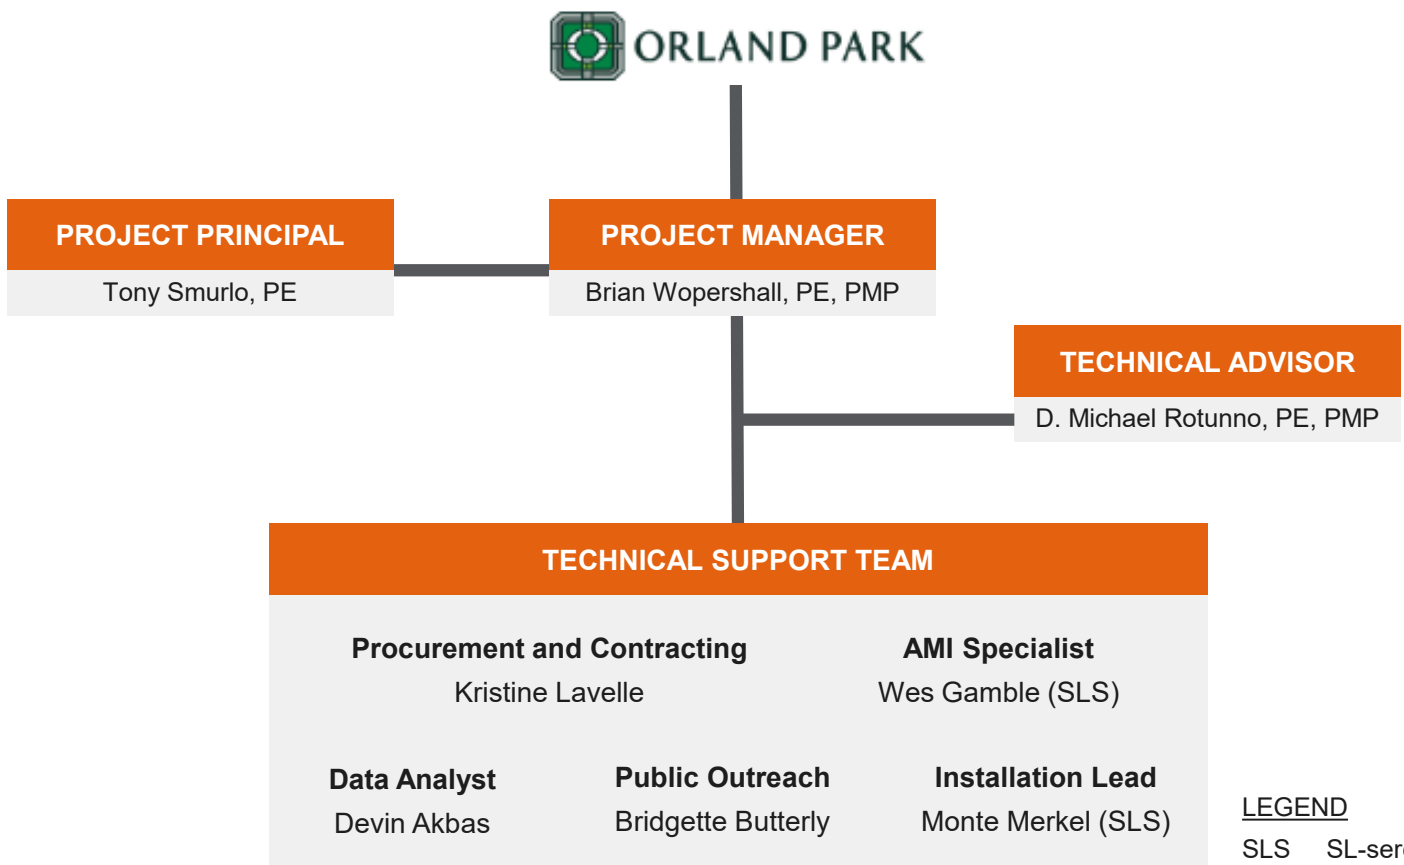 ORLAND PARK
PROJECT PRINCIPAL
Tony Smurlo, PE
PROJECT MANAGER
Brian Wopershall, PE, PMP
TECHNICAL ADVISOR
D. Michael Rotunno, PE, PMP
TECHNICAL SUPPORT TEAM
Procurement and Contracting
Kristine Lavelle
AMI Specialist
Wes Gamble (SLS)
Data Analyst
Devin Akbas
Public Outreach
Bridgette Butterly
Installation Lead
Monte Merkel (SLS)
LEGEND
SLS